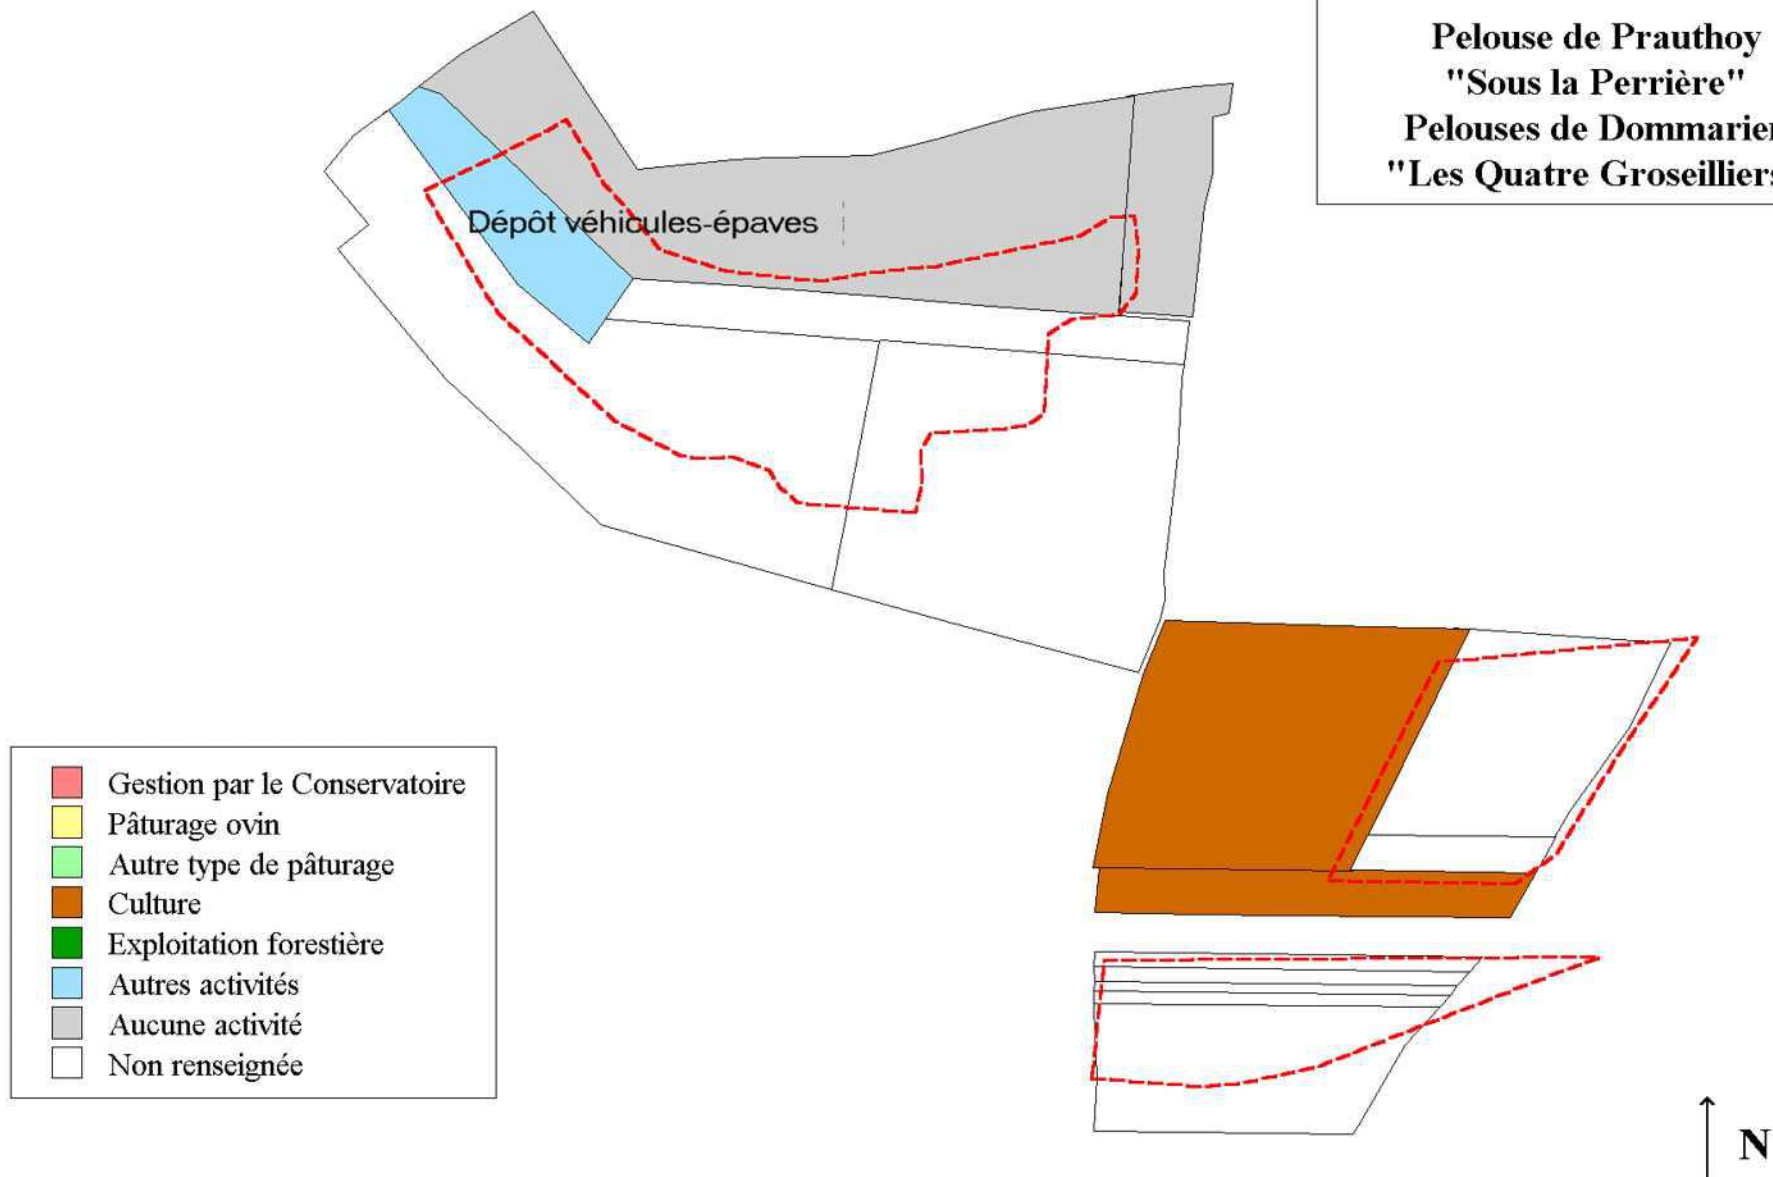 Pelouse de Prauthoy
"Sous la Perrière"
Pelouses de Dommarien
"Les Quatre Groseilliers
Dépôt véhicules-épaves
Gestion par le Conservatoire
Pâturage ovin
Autre type de pâturage
Culture
Exploitation forestière
Autres activités
Aucune activité
Non renseignée
N